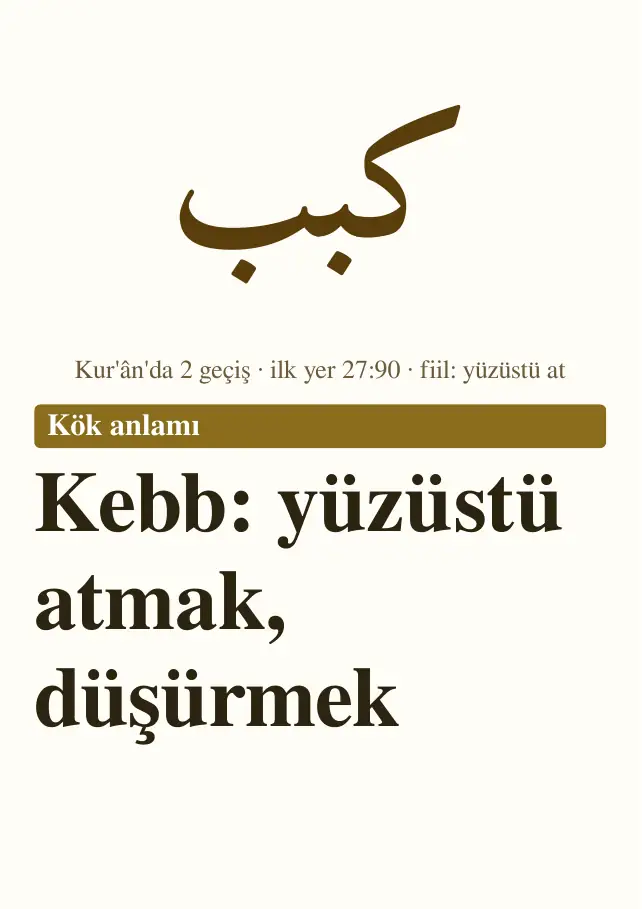 كبب
Kur'ân'da 2 geçiş · ilk yer 27:90 · fiil: yüzüstü at
Kök anlamı
Kebb: yüzüstü
atmak,
düşürmek